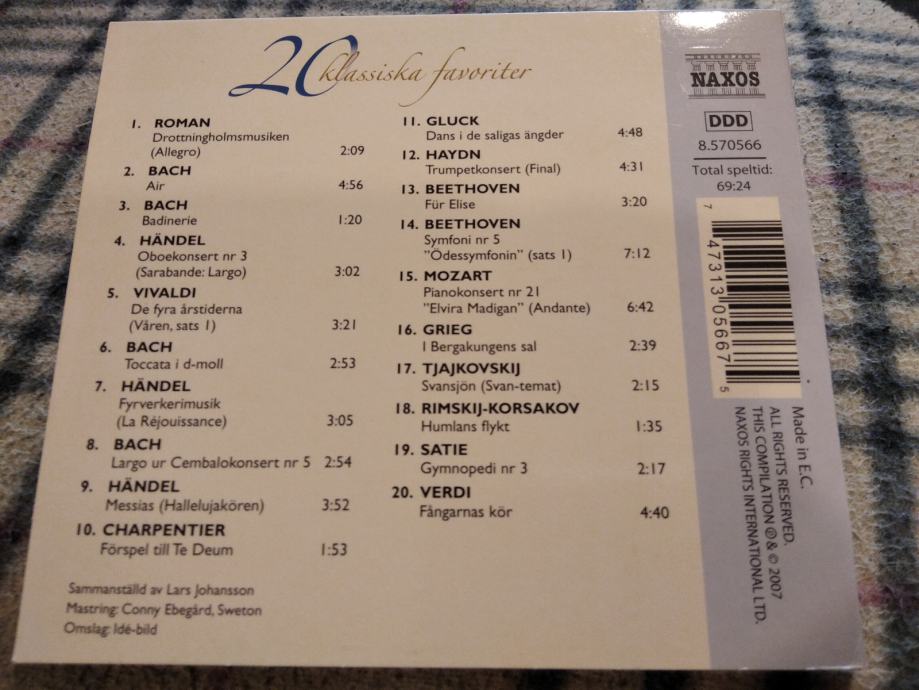 20 klassiska favoriter
1. ROMAN
Drottningholmsmusiken
(Allegro) 2:09
2. BACH
Air 4:56
3. BACH
Badinerie 1:20
4. HÄNDEL
Oboekonsert nr 3
(Sarabande: Largo) 3:02
5. VIVALDI
De fyra årstiderna
(Våren, sats 1) 3:21
6. BACH
Toccata i d-moll 2:53
7. HÄNDEL
Fyrverkerimusik
(La Réjouissance) 3:05
8. BACH
Largo ur Cembalokonsert nr 5 2:54
9. HÄNDEL
Messias (Hallelujakören) 3:52
10. CHARPENTIER
Förspel till Te Deum 1:53
11. GLUCK
Dans i de saligas ängder 4:48
12. HAYDN
Trumpetkonsert (Final) 4:31
13. BEETHOVEN
Für Elise 3:20
14. BEETHOVEN
Symfoni nr 5
”Ödessymfonin” (sats 1) 7:12
15. MOZART
Pianokonsert nr 21
”Elvira Madigan” (Andante) 6:42
16. GRIEG
I Bergakungens sal 2:39
17. TJAJKOVSKIJ
Svansjön (Svan-temat) 2:15
18. RIMSKIJ-KORSAKOV
Humlans flykt 1:35
19. SATIE
Gymnopedi nr 3 2:17
20. VERDI
Fångarnas kör 4:40
Sammanställd av Lars Johansson
Mastring: Conny Ebegård, Sweton
Omslag: Idé-bild
NAXOS
DDD
8.570566
Total speltid:
69:24
7 47313 05667 5
Made in E.C.
ALL RIGHTS RESERVED.
THIS COMPILATION ℗ & © 2007
NAXOS RIGHTS INTERNATIONAL LTD.